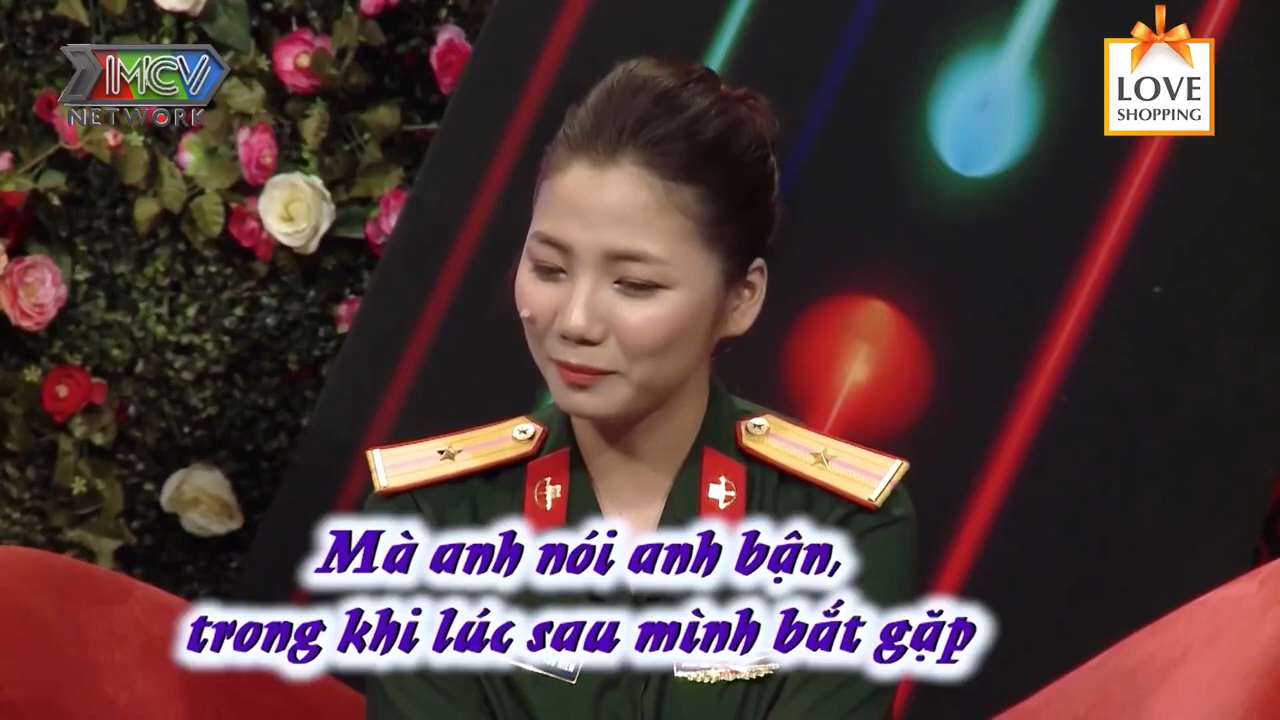 MCV
NETWORK
LOVE
SHOPPING
Mà anh nói anh bận,
trong khi lúc sau mình bắt gặp